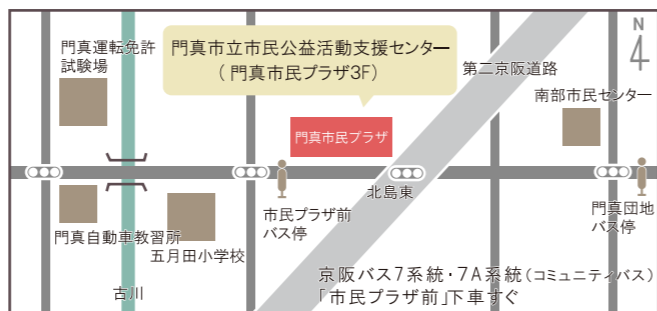 門真運転免許
試験場
門真市立市民公益活動支援センター
(門真市民プラザ3F)
第二京阪道路
N
南部市民センター
門真市民プラザ
北島東
市民プラザ前
バス停
門真団地
バス停
門真自動車教習所
五月田小学校
古川
京阪バス7系統・7A系統(コミュニティバス)
「市民プラザ前」下車すぐ